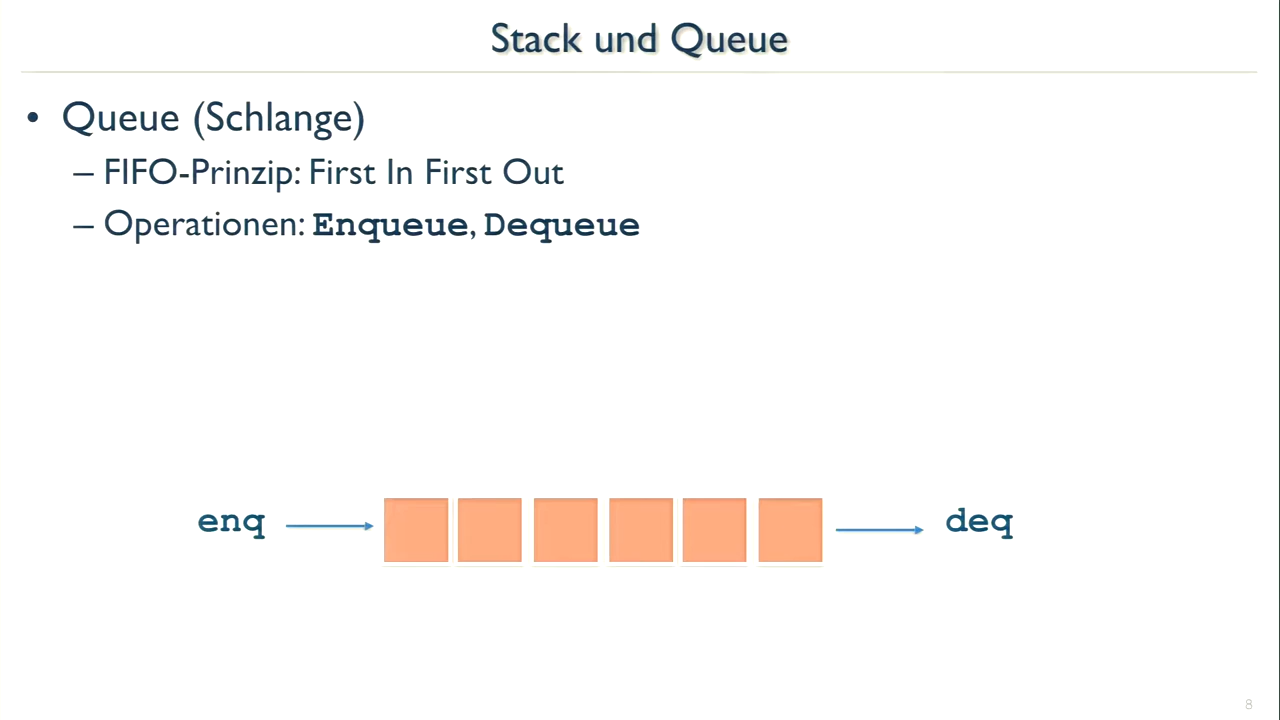 Stack und Queue
• Queue (Schlange)
– FIFO-Prinzip: First In First Out
– Operationen: Enqueue, Dequeue
enq
deq
8